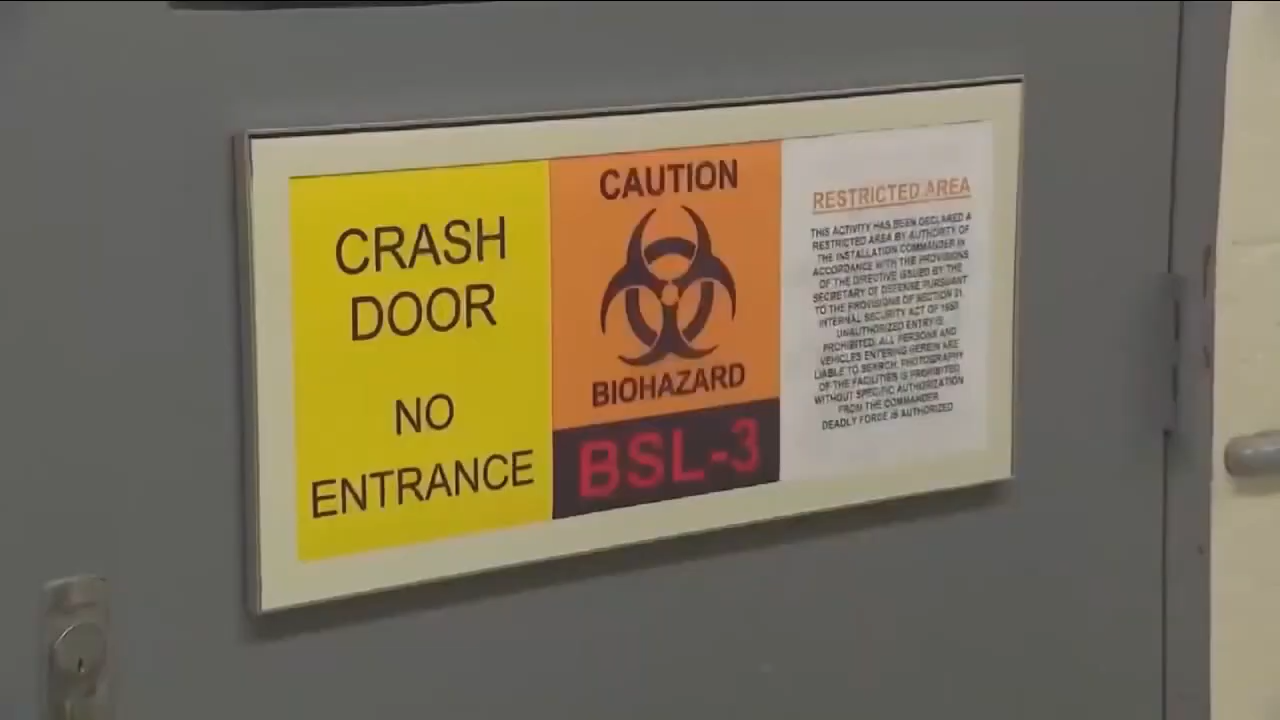 CRASH
DOOR
NO
ENTRANCE
CAUTION
BIOHAZARD
BSL-3
RESTRICTED AREA
THIS ACTIVITY HAS BEEN DECLARED A
RESTRICTED AREA BY AUTHORITY OF
THE INSTALLATION COMMANDER IN
ACCORDANCE WITH THE PROVISIONS
OF THE DIRECTIVE ISSUED BY THE
SECRETARY OF DEFENSE PURSUANT
TO THE PROVISIONS OF SECTION 21,
INTERNAL SECURITY ACT OF 1950
UNAUTHORIZED ENTRY IS
PROHIBITED. ALL PERSONS AND
VEHICLES ENTERING HEREIN ARE
LIABLE TO SEARCH. PHOTOGRAPHY
OF THE FACILITIES IS PROHIBITED
WITHOUT SPECIFIC AUTHORIZATION
FROM THE COMMANDER
DEADLY FORCE IS AUTHORIZED